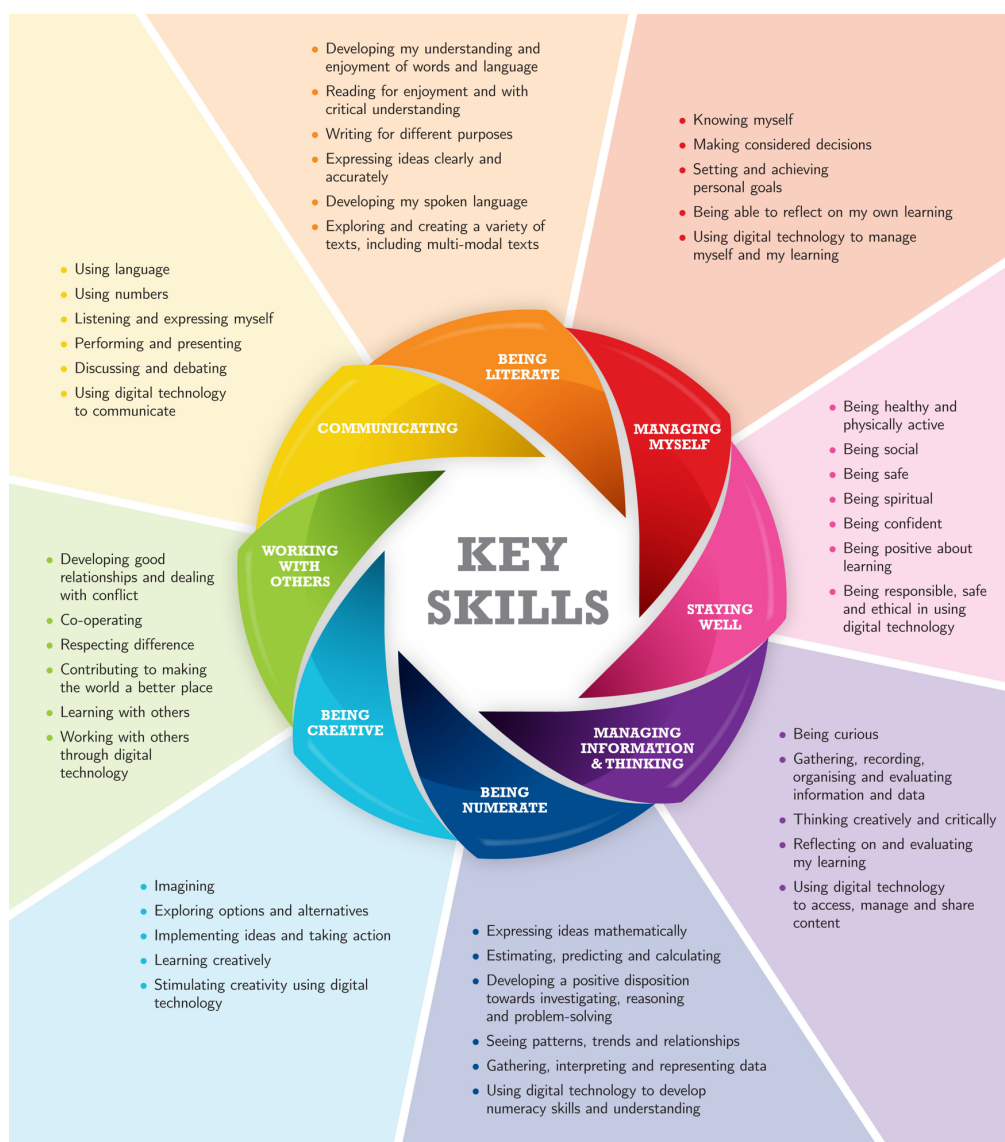 • Developing my understanding and
enjoyment of words and language
• Reading for enjoyment and with
critical understanding
• Writing for different purposes
• Expressing ideas clearly and
accurately
• Developing my spoken language
• Exploring and creating a variety of
texts, including multi-modal texts
• Knowing myself
• Making considered decisions
• Setting and achieving
personal goals
• Being able to reflect on my own learning
• Using digital technology to manage
myself and my learning
• Using language
• Using numbers
• Listening and expressing myself
• Performing and presenting
• Discussing and debating
• Using digital technology
to communicate
BEING
LITERATE
COMMUNICATING
MANAGING
MYSELF
• Being healthy and
physically active
• Being social
• Being safe
• Being spiritual
• Being confident
• Being positive about
learning
• Being responsible, safe
and ethical in using
digital technology
WORKING
WITH
OTHERS
KEY
SKILLS
STAYING
WELL
• Developing good
relationships and dealing
with conflict
• Co-operating
• Respecting difference
• Contributing to making
the world a better place
• Learning with others
• Working with others
through digital
technology
BEING
CREATIVE
BEING
NUMERATE
MANAGING
INFORMATION
& THINKING
• Being curious
• Gathering, recording,
organising and evaluating
information and data
• Thinking creatively and critically
• Reflecting on and evaluating
my learning
• Using digital technology
to access, manage and share
content
• Imagining
• Exploring options and alternatives
• Implementing ideas and taking action
• Learning creatively
• Stimulating creativity using digital
technology
• Expressing ideas mathematically
• Estimating, predicting and calculating
• Developing a positive disposition
towards investigating, reasoning
and problem-solving
• Seeing patterns, trends and relationships
• Gathering, interpreting and representing data
• Using digital technology to develop
numeracy skills and understanding